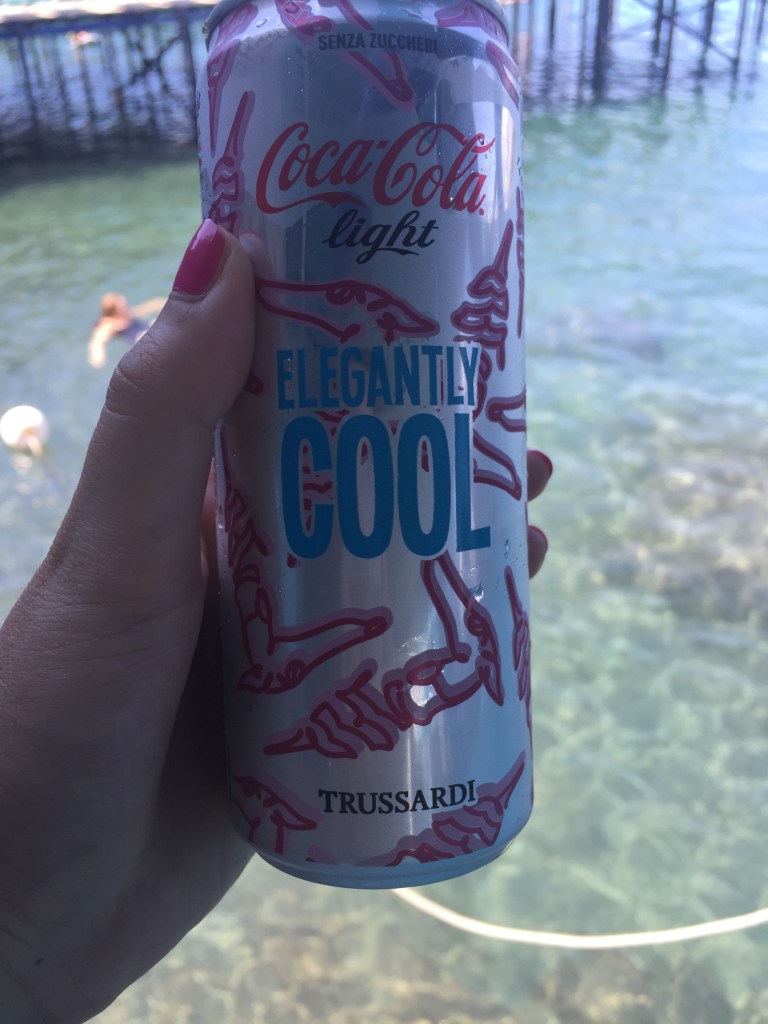 SENZA ZUCCHERI
Coca-Cola
light
ELEGANTLY
COOL
TRUSSARDI